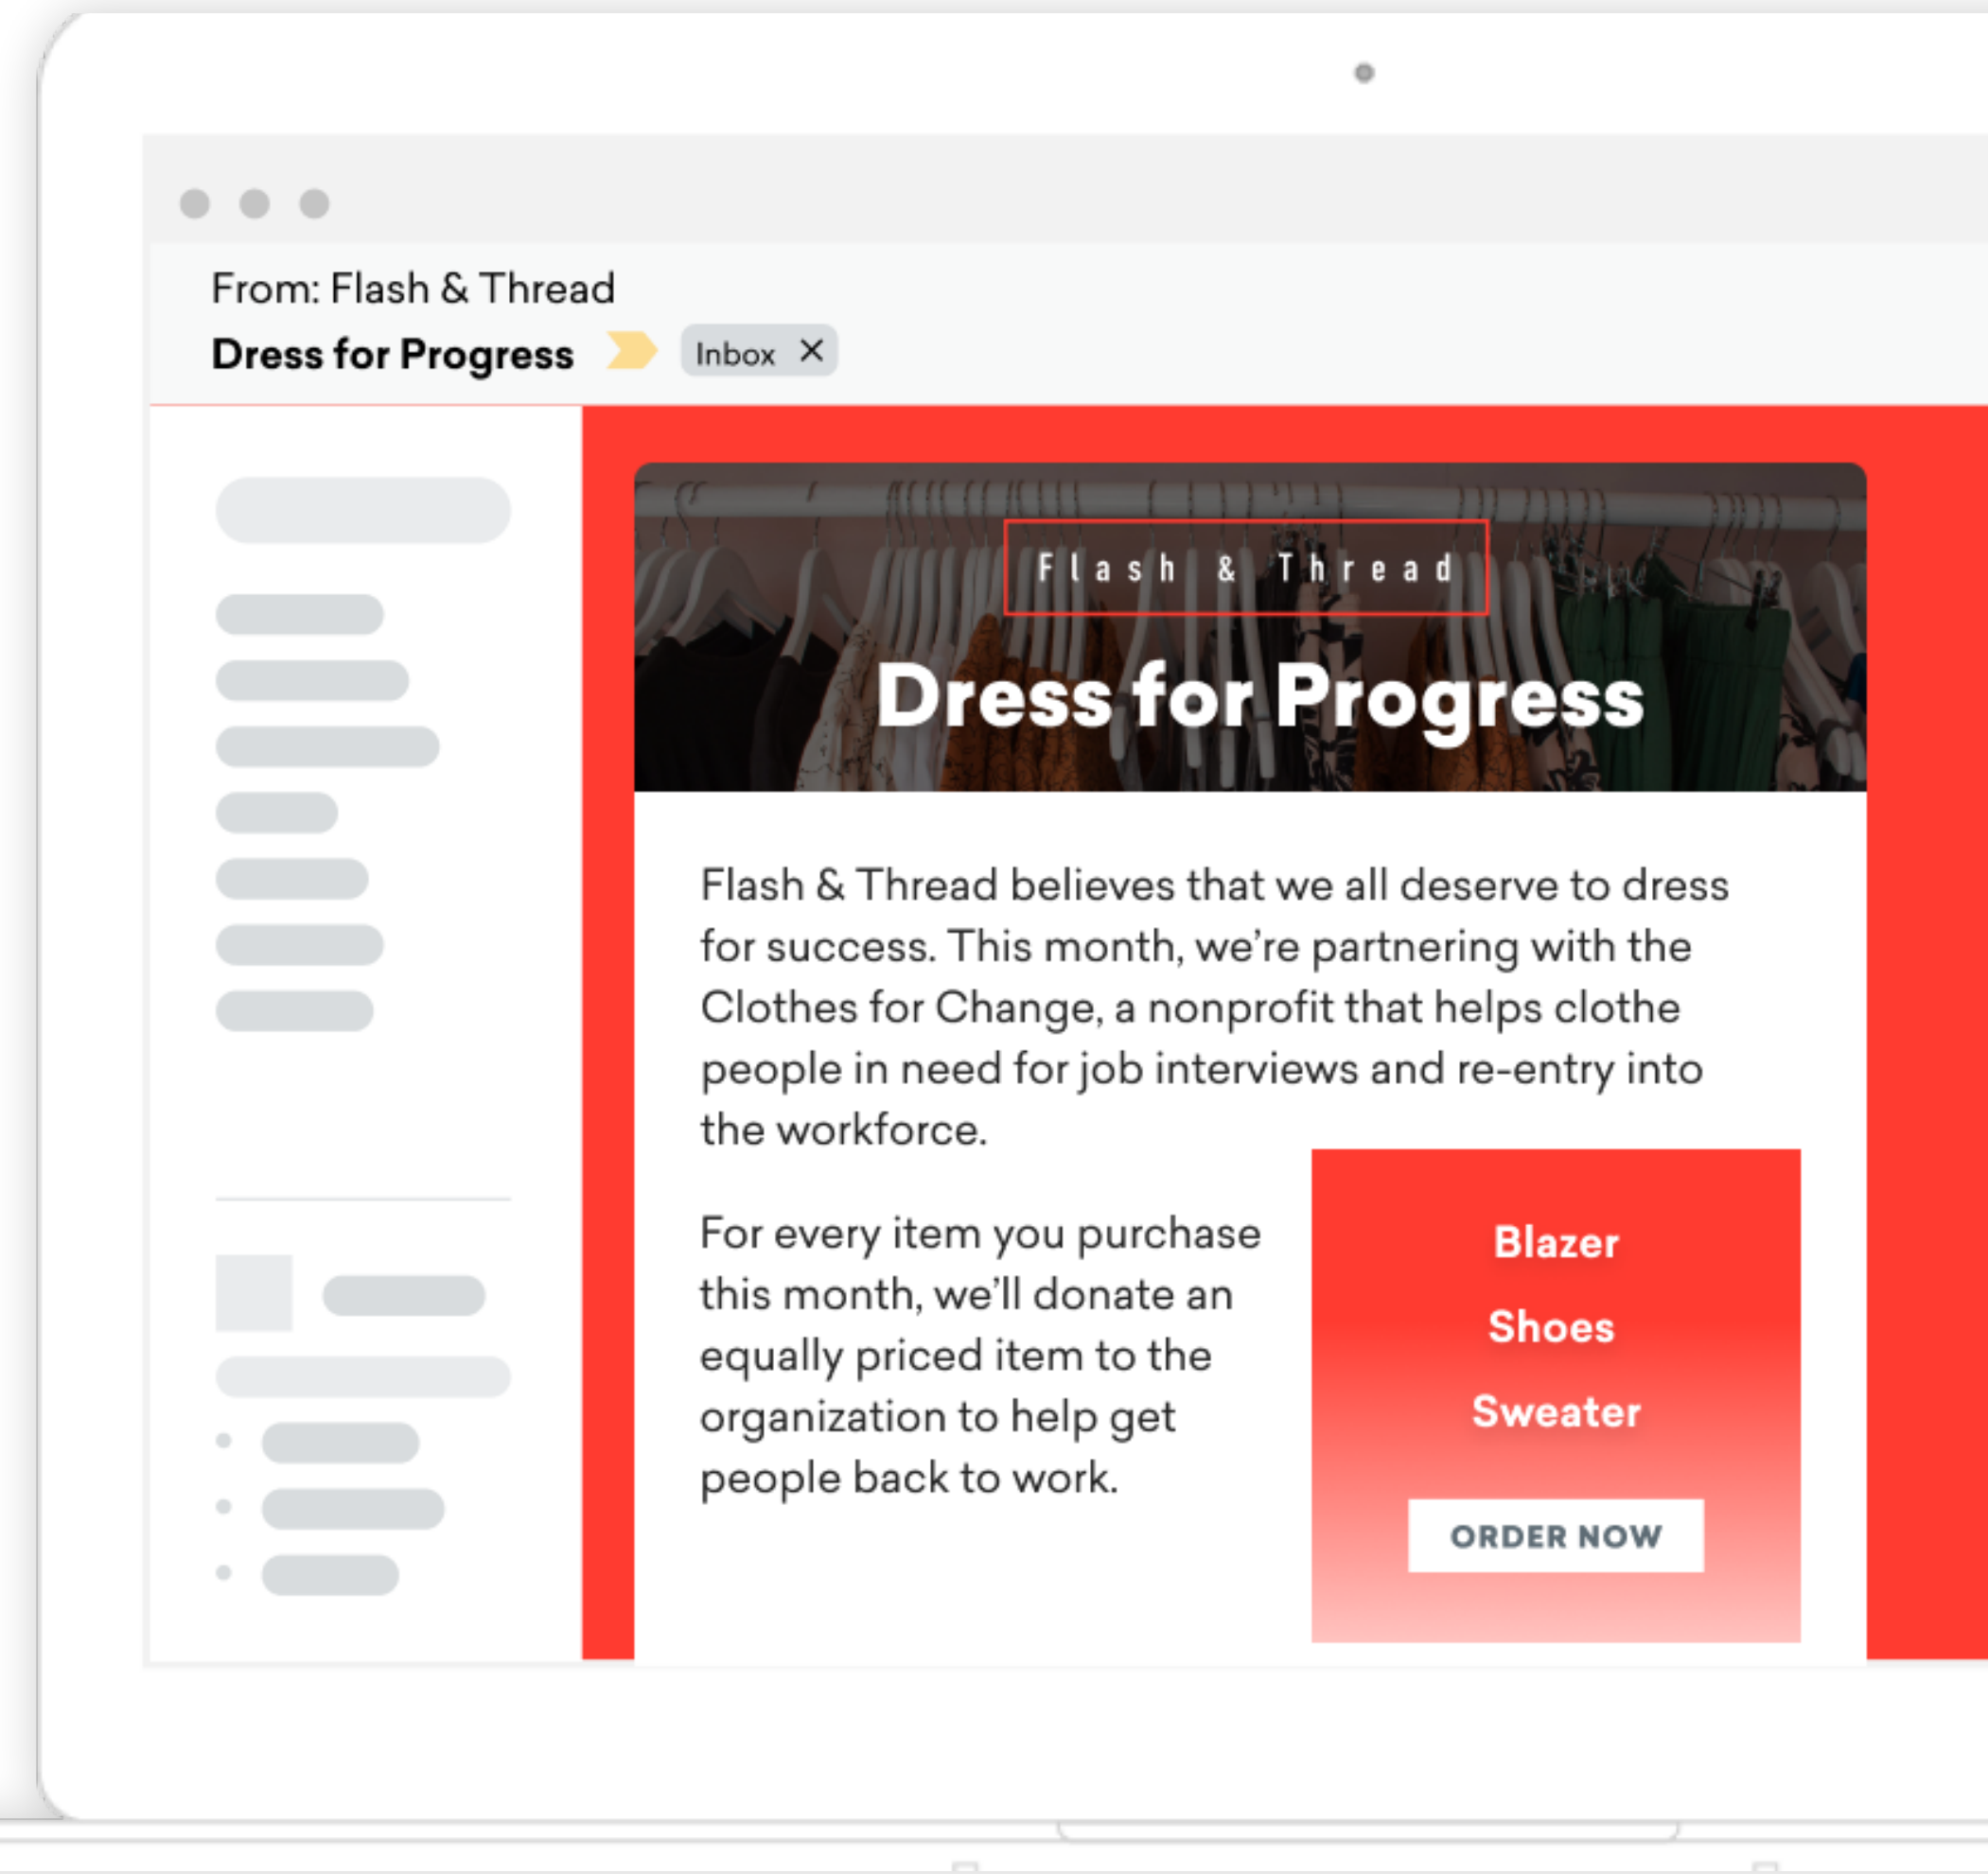 From: Flash & Thread
Dress for Progress
Inbox ✕
Flash & Thread
Dress for Progress
Flash & Thread believes that we all deserve to dress
for success. This month, we’re partnering with the
Clothes for Change, a nonprofit that helps clothe
people in need for job interviews and re-entry into
the workforce.
For every item you purchase
this month, we’ll donate an
equally priced item to the
organization to help get
people back to work.
Blazer
Shoes
Sweater
ORDER NOW